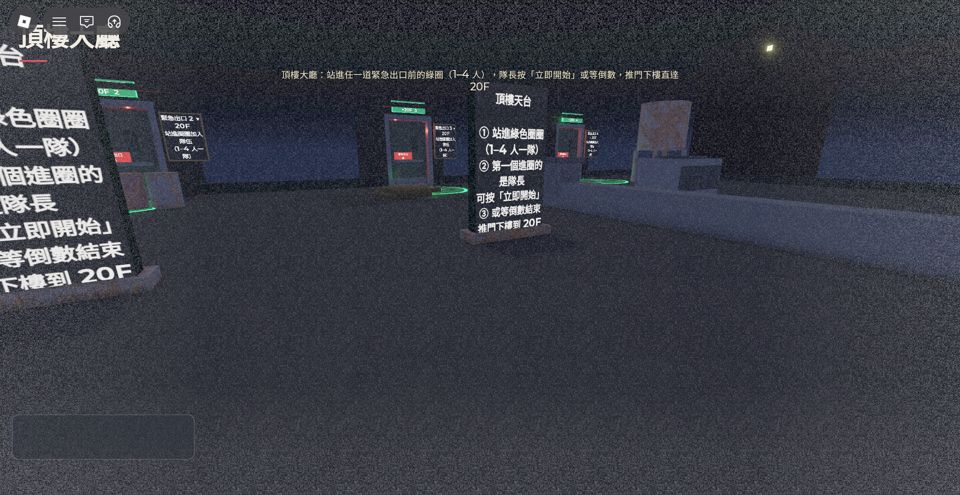 頂樓大廳
頂樓大廳：站進任一道緊急出口前的綠圈（1–4 人），隊長按「立即開始」或等倒數，推門下樓直達
20F
台
色圈圈
人一隊）
個進圈的
隊長
立即開始」
等倒數結束
下樓到 20F
OF 2
緊急出口 2 ▾
20F
站進圈圈加入
隊伍
（1–4 人一
隊）
頂樓天台
① 站進綠色圈圈
（1–4 人一隊）
② 第一個進圈的
是隊長
可按「立即開始」
③ 或等倒數結束
推門下樓到 20F